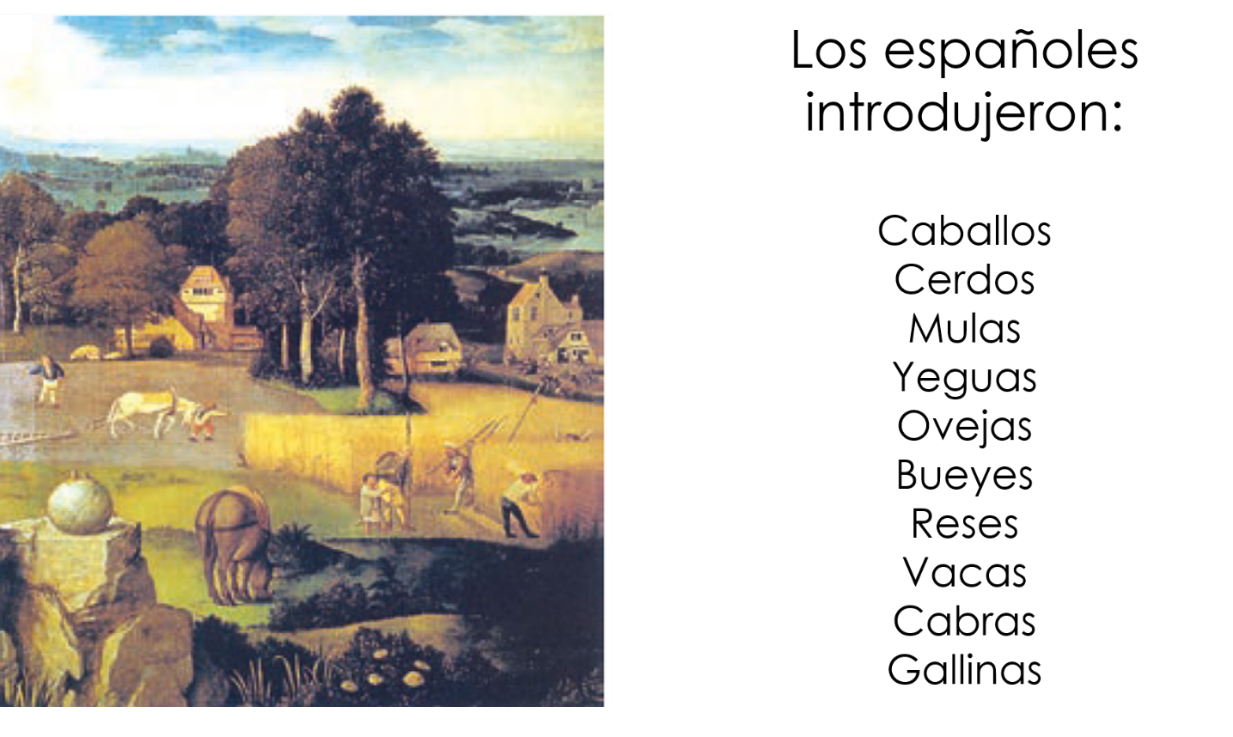 Los españoles
introdujeron:
Caballos
Cerdos
Mulas
Yeguas
Ovejas
Bueyes
Reses
Vacas
Cabras
Gallinas